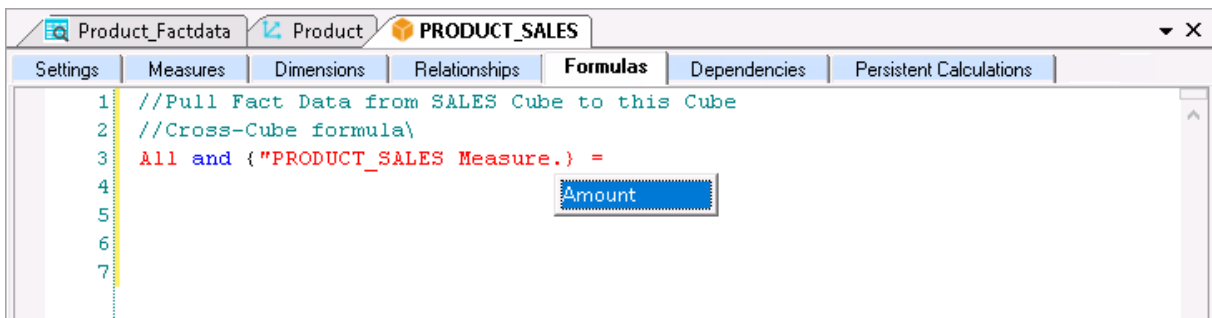 Product_Factdata Product PRODUCT_SALES
Settings Measures Dimensions Relationships Formulas Dependencies Persistent Calculations
1 //Pull Fact Data from SALES Cube to this Cube
2 //Cross-Cube formula\
3 All and {"PRODUCT_SALES Measure.} =
4
Amount
5
6
7